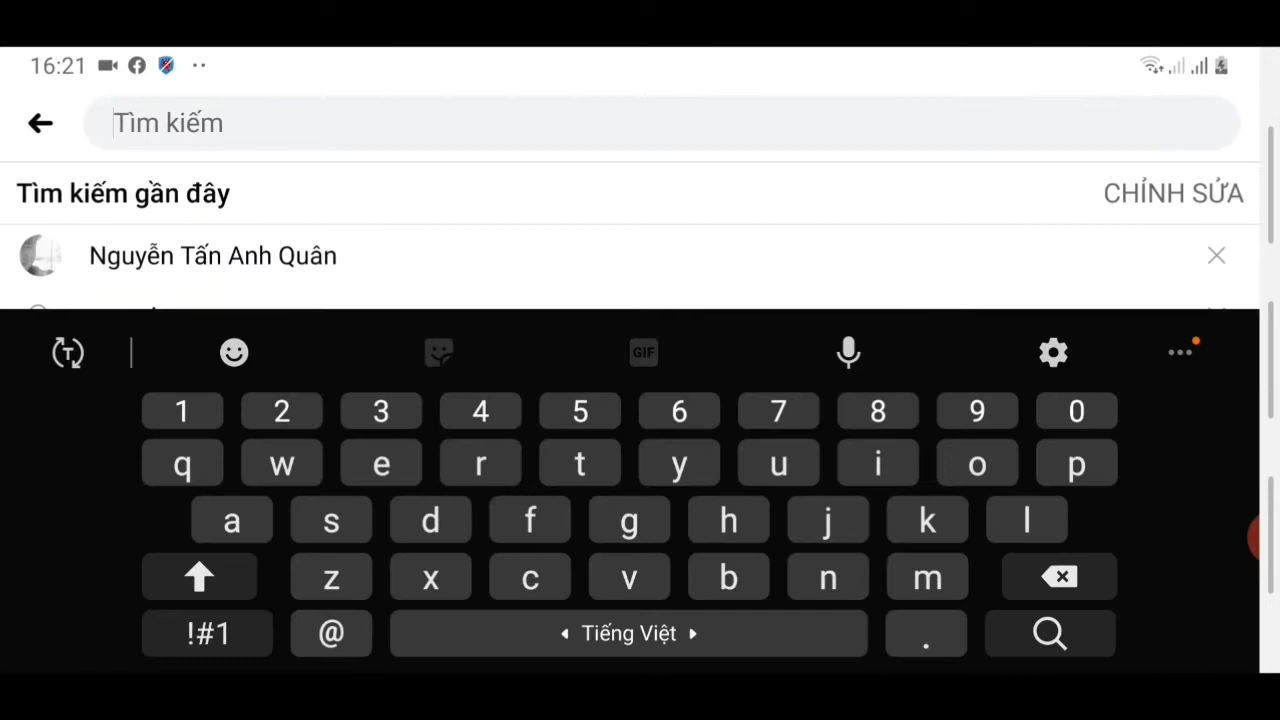 16:21
Tìm kiếm
Tìm kiếm gần đây CHỈNH SỬA
Nguyễn Tấn Anh Quân
T GIF
1 2 3 4 5 6 7 8 9 0
q w e r t y u i o p
a s d f g h j k l
z x c v b n m
!#1 @ Tiếng Việt .